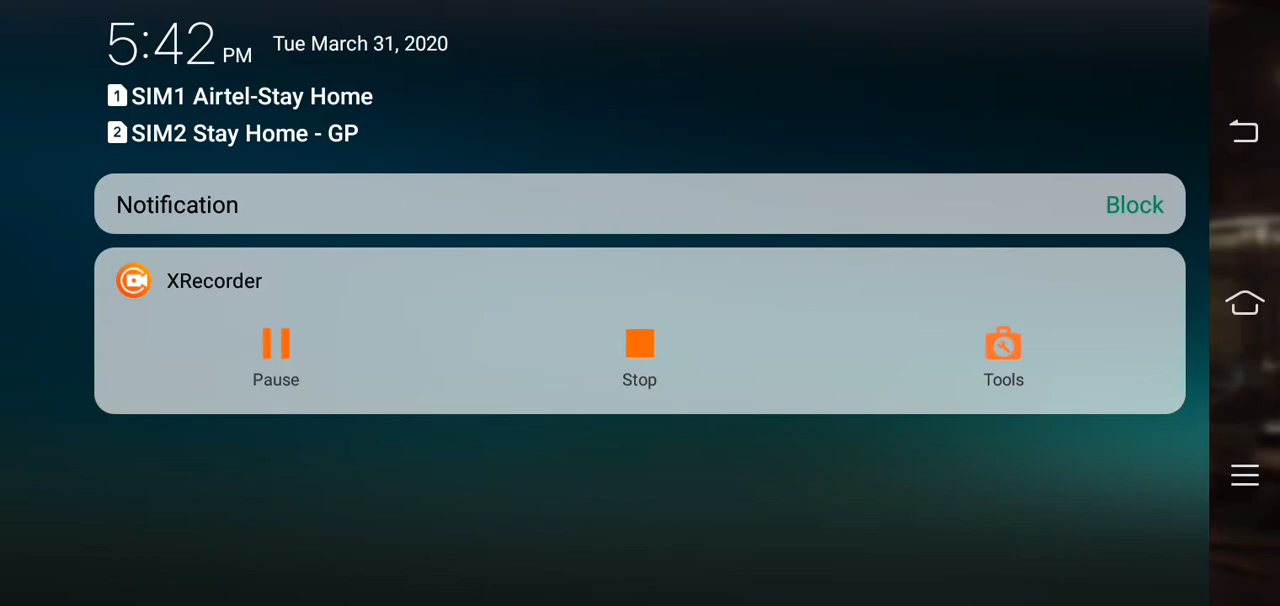 5:42 PM Tue March 31, 2020
1 SIM1 Airtel-Stay Home
2 SIM2 Stay Home - GP
Notification Block
XRecorder
Pause Stop Tools